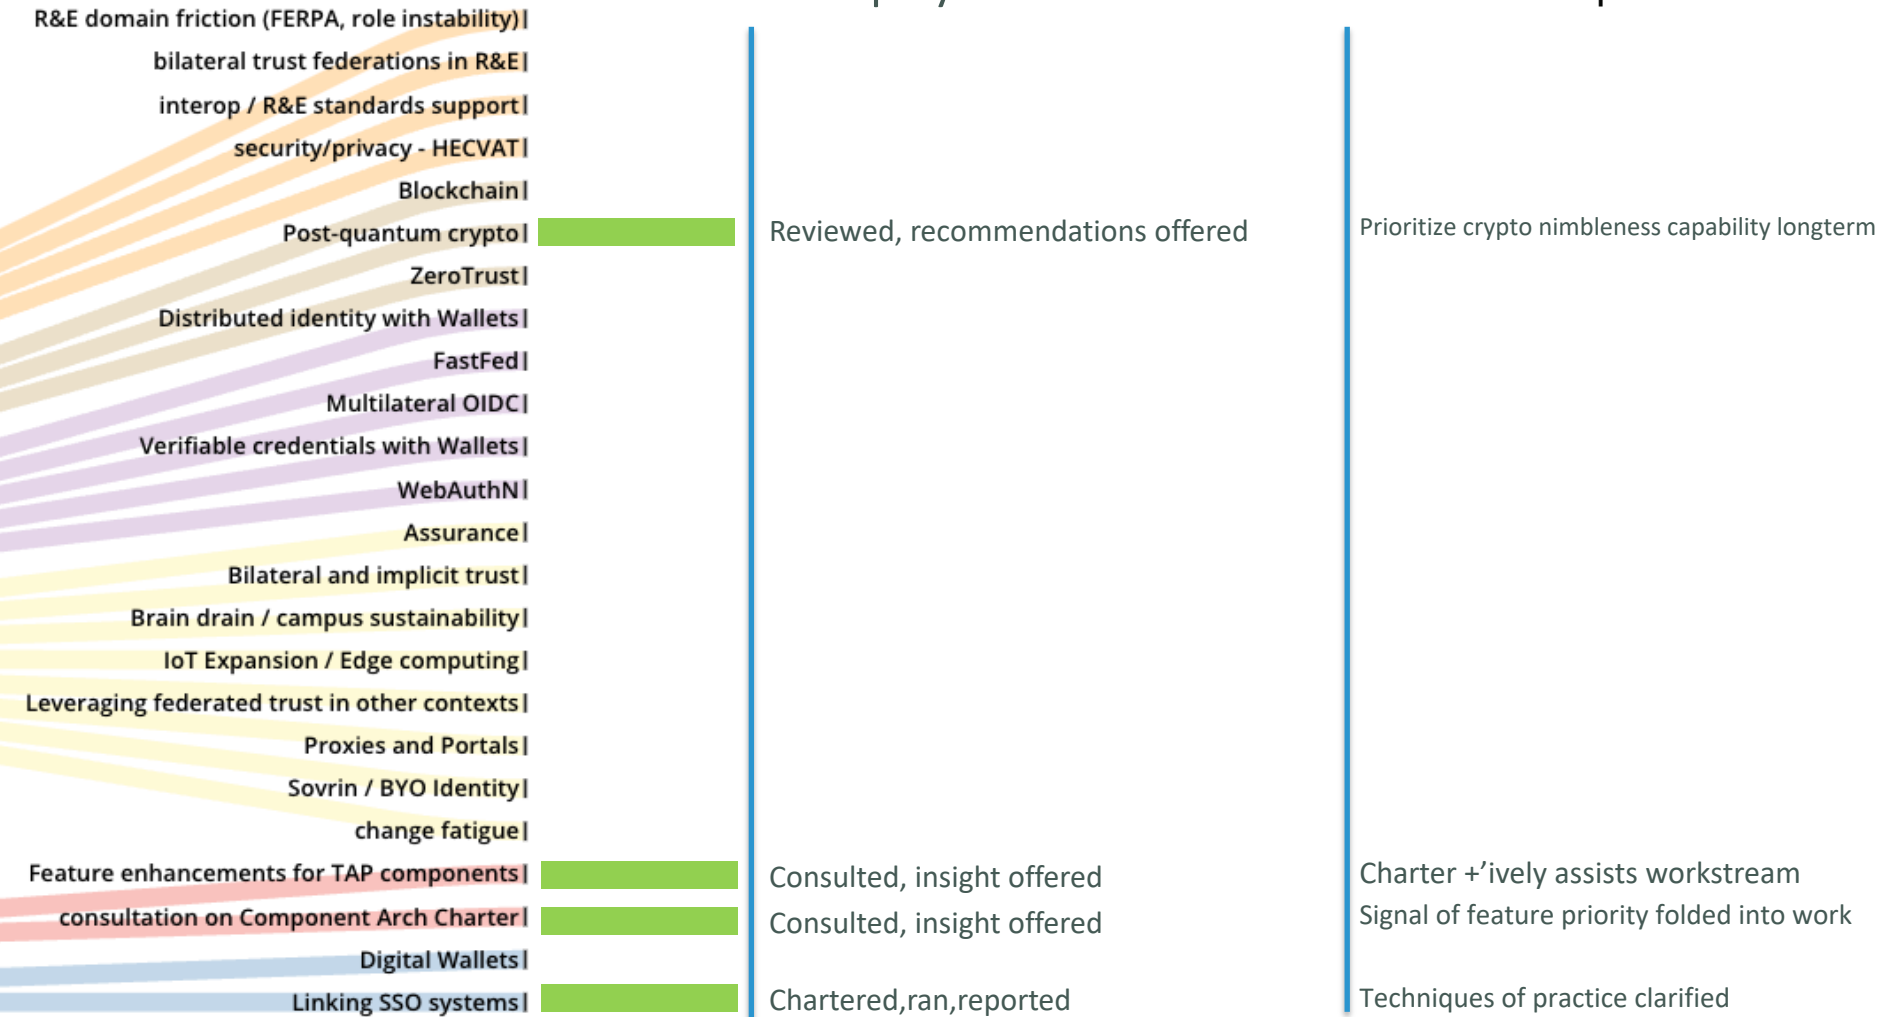 R&E domain friction (FERPA, role instability)
bilateral trust federations in R&E
interop / R&E standards support
security/privacy - HECVAT
Blockchain
Post-quantum crypto
Reviewed, recommendations offered
Prioritize crypto nimbleness capability longterm
ZeroTrust
Distributed identity with Wallets
FastFed
Multilateral OIDC
Verifiable credentials with Wallets
WebAuthN
Assurance
Bilateral and implicit trust
Brain drain / campus sustainability
IoT Expansion / Edge computing
Leveraging federated trust in other contexts
Proxies and Portals
Sovrin / BYO Identity
change fatigue
Feature enhancements for TAP components
Consulted, insight offered
Charter +’ively assists workstream
consultation on Component Arch Charter
Consulted, insight offered
Signal of feature priority folded into work
Digital Wallets
Linking SSO systems
Chartered,ran,reported
Techniques of practice clarified